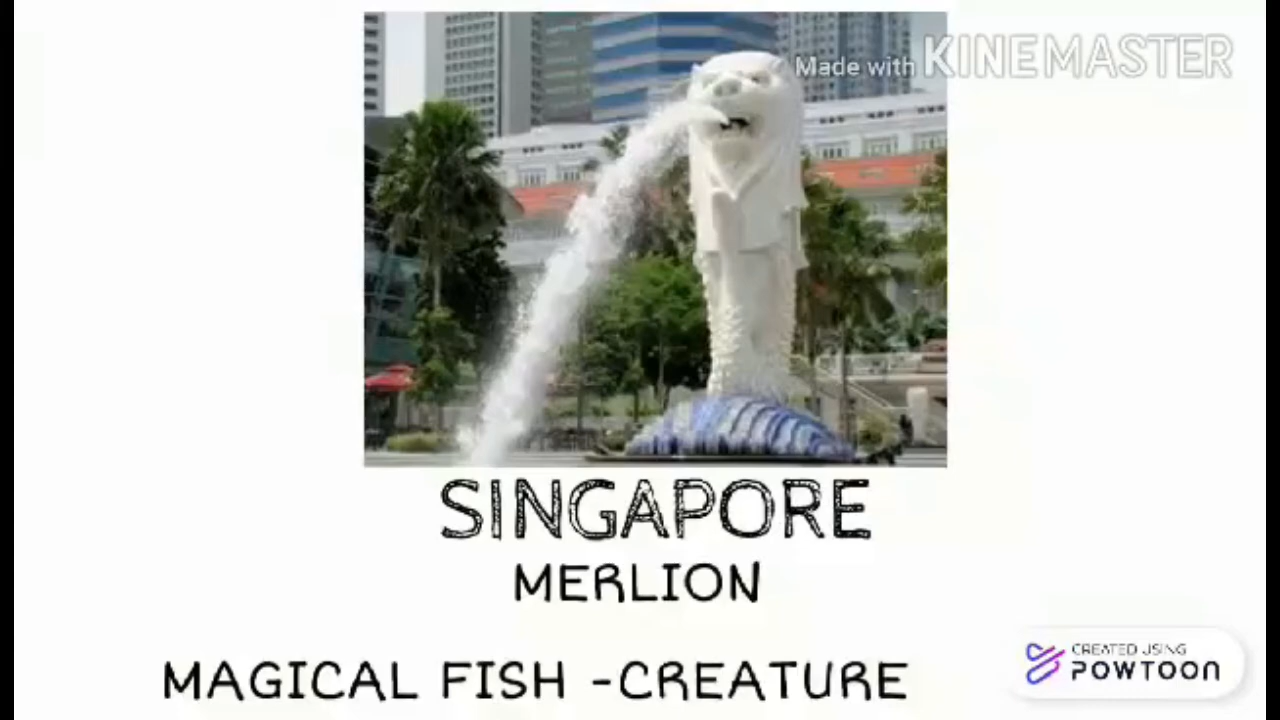 Made with KINEMASTER
SINGAPORE
MERLION
MAGICAL FISH -CREATURE
CREATED USING
POWTOON